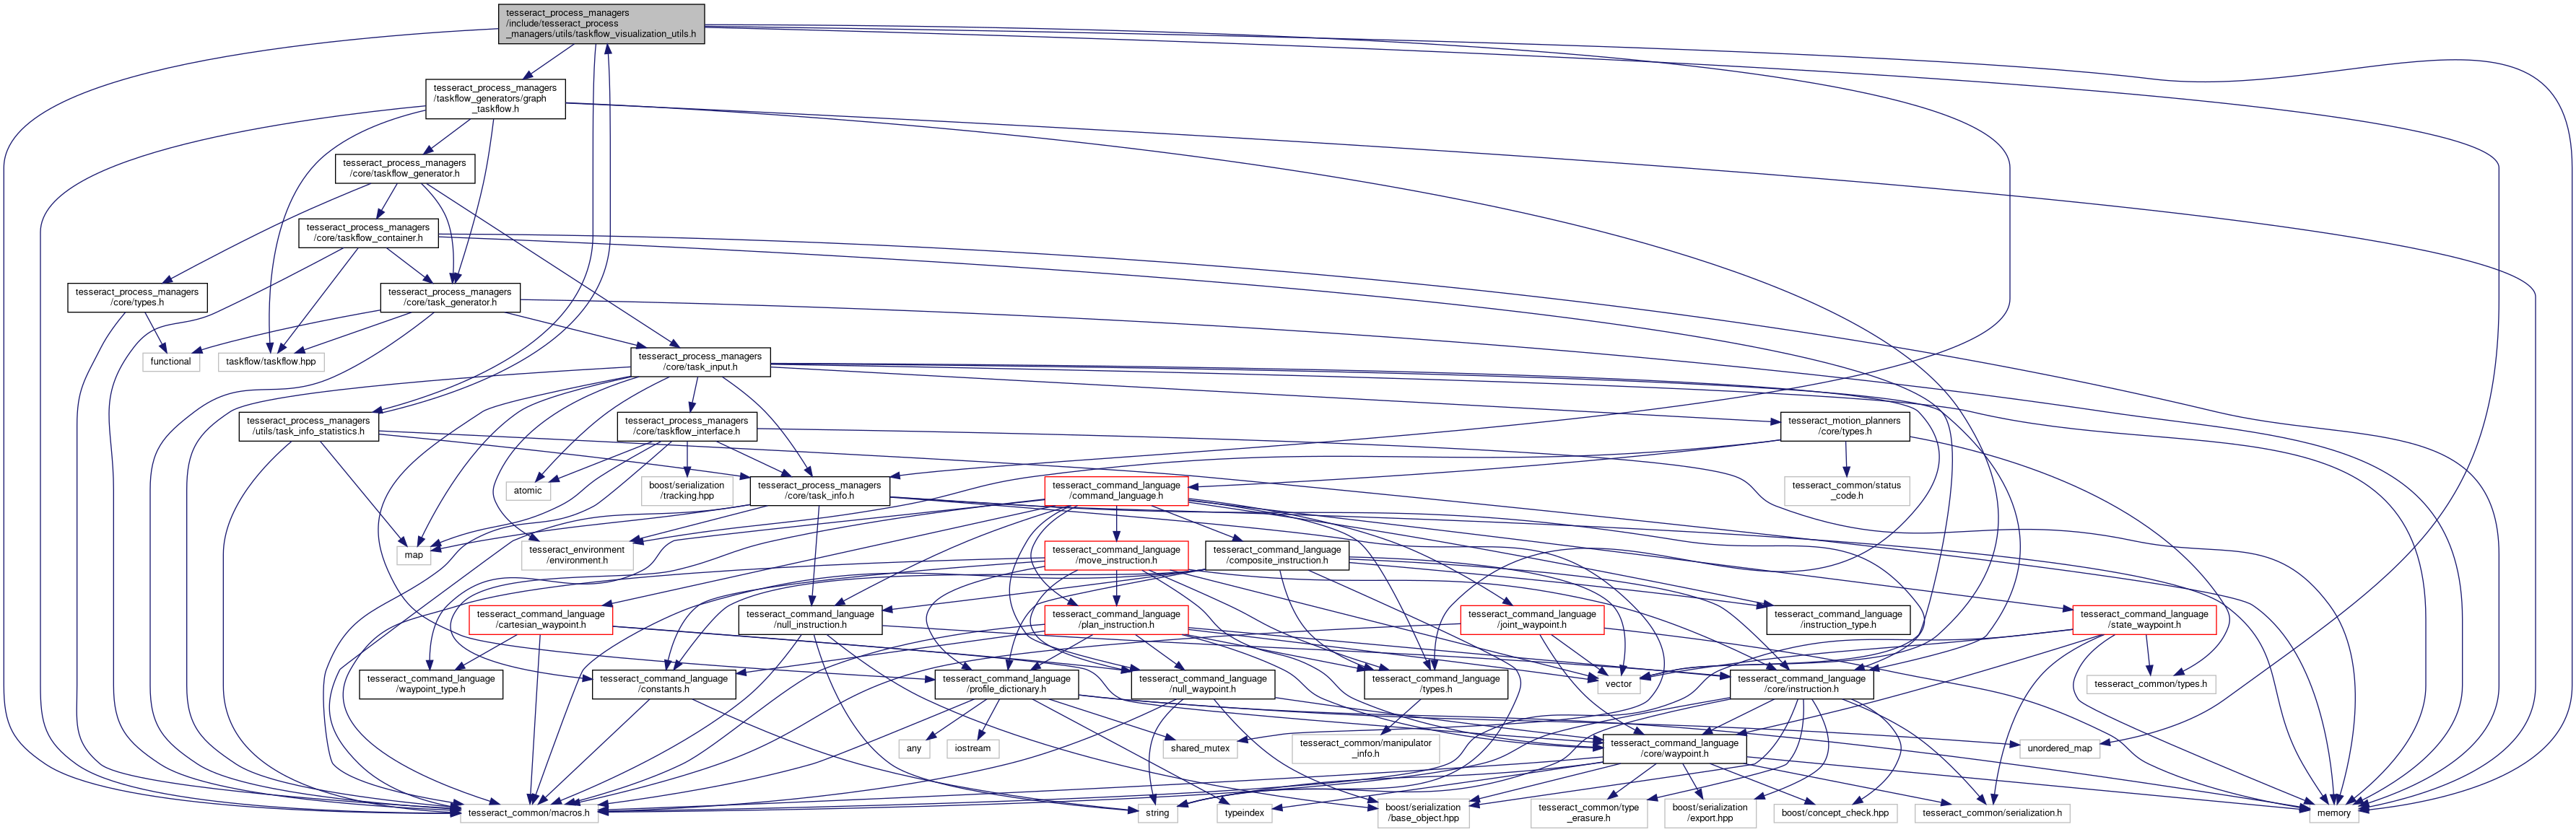 tesseract_process_managers
/include/tesseract_process
_managers/utils/taskflow_visualization_utils.h
tesseract_process_managers
/taskflow_generators/graph
_taskflow.h
tesseract_process_managers
/core/taskflow_generator.h
tesseract_process_managers
/core/taskflow_container.h
tesseract_process_managers
/core/types.h
tesseract_process_managers
/core/task_generator.h
functional
taskflow/taskflow.hpp
tesseract_process_managers
/core/task_input.h
tesseract_process_managers
/utils/task_info_statistics.h
tesseract_process_managers
/core/taskflow_interface.h
tesseract_motion_planners
/core/types.h
atomic
boost/serialization
/tracking.hpp
tesseract_process_managers
/core/task_info.h
tesseract_command_language
/command_language.h
tesseract_common/status
_code.h
map
tesseract_environment
/environment.h
tesseract_command_language
/move_instruction.h
tesseract_command_language
/composite_instruction.h
tesseract_command_language
/cartesian_waypoint.h
tesseract_command_language
/null_instruction.h
tesseract_command_language
/plan_instruction.h
tesseract_command_language
/joint_waypoint.h
tesseract_command_language
/instruction_type.h
tesseract_command_language
/state_waypoint.h
tesseract_command_language
/waypoint_type.h
tesseract_command_language
/constants.h
tesseract_command_language
/profile_dictionary.h
tesseract_command_language
/null_waypoint.h
tesseract_command_language
/types.h
vector
tesseract_command_language
/core/instruction.h
tesseract_common/types.h
any
iostream
shared_mutex
tesseract_common/manipulator
_info.h
tesseract_command_language
/core/waypoint.h
unordered_map
tesseract_common/macros.h
string
typeindex
boost/serialization
/base_object.hpp
tesseract_common/type
_erasure.h
boost/serialization
/export.hpp
boost/concept_check.hpp
tesseract_common/serialization.h
memory